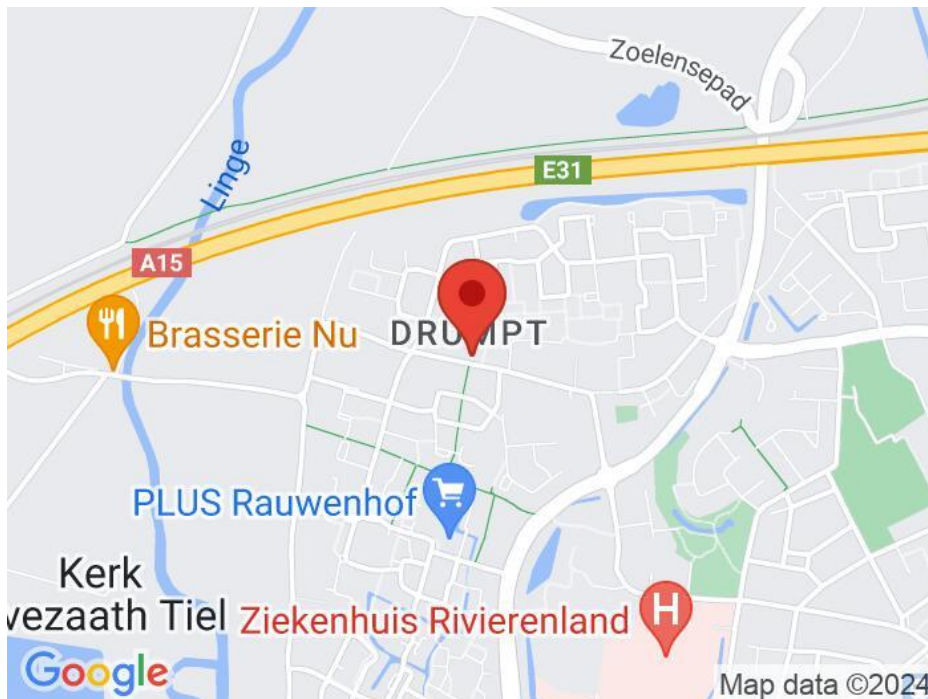 Zoelensepad
Linge
E31
A15
Brasserie Nu
DRUMPT
PLUS Rauwenhof
Kerk
vezaath Tiel
Ziekenhuis Rivierenland
H
Google
Map data ©2024